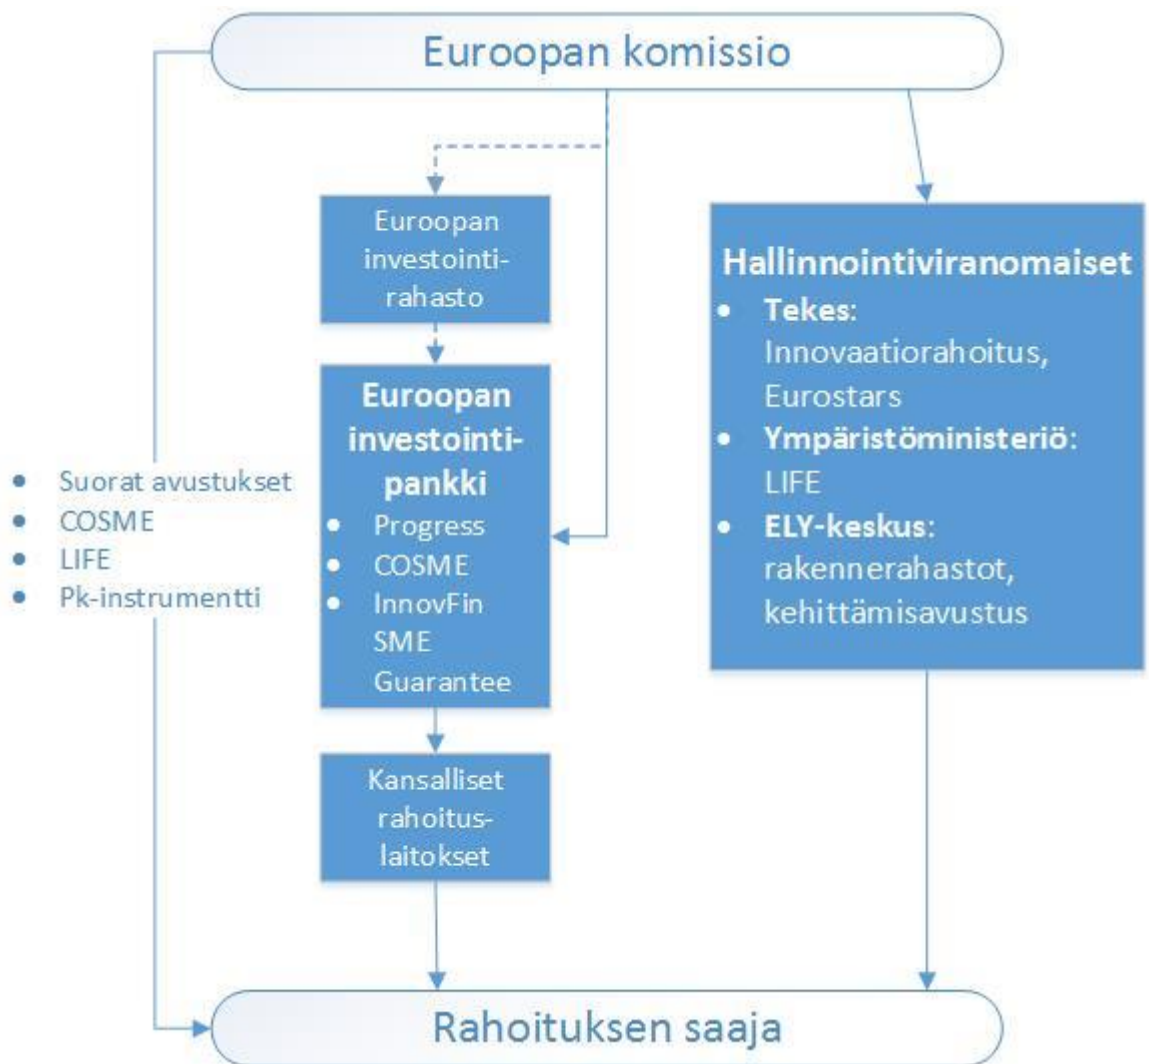 Euroopan komissio
Euroopan
investointi-
rahasto
Euroopan
investointi-
pankki
• Progress
• COSME
• InnovFin
SME
Guarantee
Kansalliset
rahoitus-
laitokset
Hallinnointiviranomaiset
• Tekes:
Innovaatiorahoitus,
Eurostars
• Ympäristöministeriö:
LIFE
• ELY-keskus:
rakennerahastot,
kehittämisavustus
• Suorat avustukset
• COSME
• LIFE
• Pk-instrumentti
Rahoituksen saaja